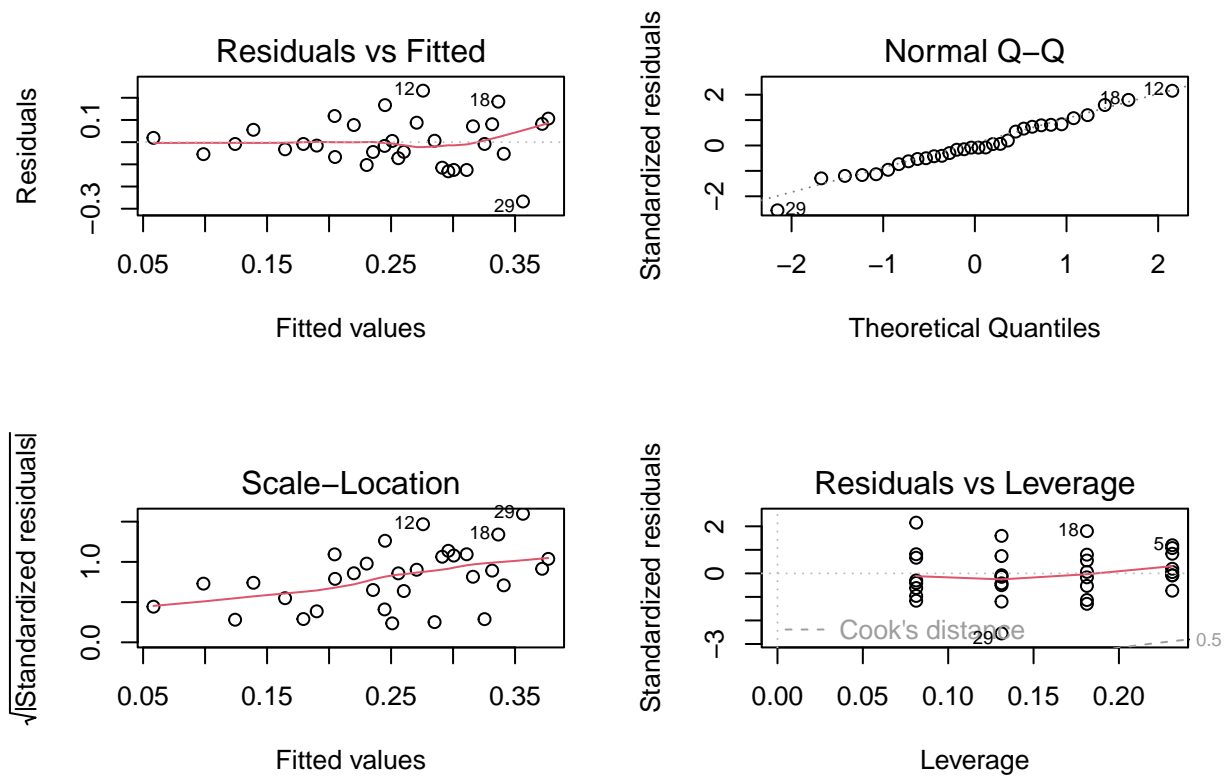 Residuals vs Fitted
Residuals
0.1
−0.3
12
18
29
0.05 0.15 0.25 0.35
Fitted values
Normal Q−Q
Standardized residuals
2
0
−2
18
12
29
−2 −1 0 1 2
Theoretical Quantiles
Scale−Location
√|Standardized residuals|
1.0
0.0
29
12
18
0.05 0.15 0.25 0.35
Fitted values
Residuals vs Leverage
Standardized residuals
2
0
−3
18
5
Cook's distance
29
0.5
0.00 0.05 0.10 0.15 0.20
Leverage